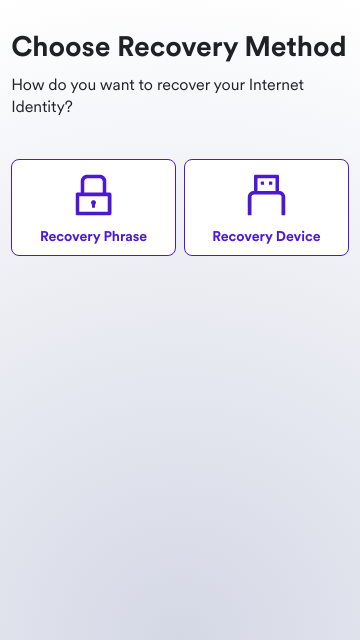 Choose Recovery Method
How do you want to recover your Internet
Identity?
Recovery Phrase
Recovery Device